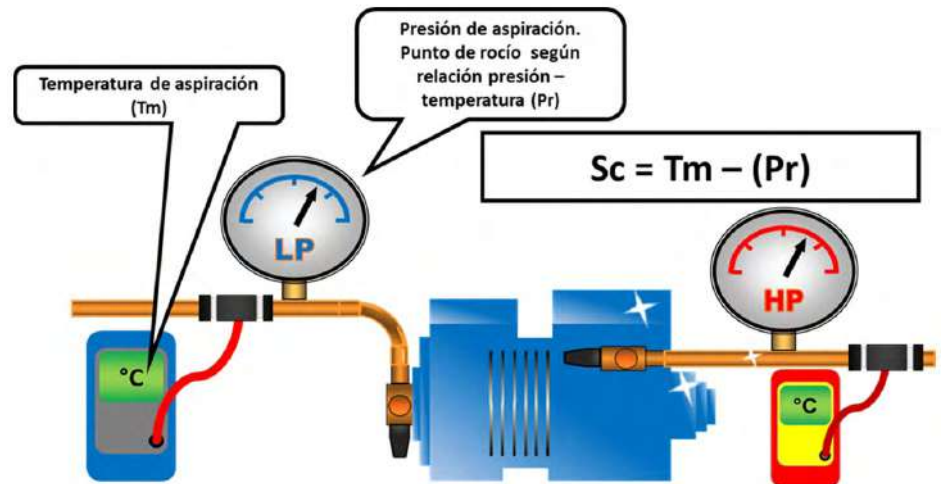 Presión de aspiración.
Punto de rocío según
relación presión –
temperatura (Pr)
Temperatura de aspiración
(Tm)
Sc = Tm – (Pr)
LP
HP
°C
°C